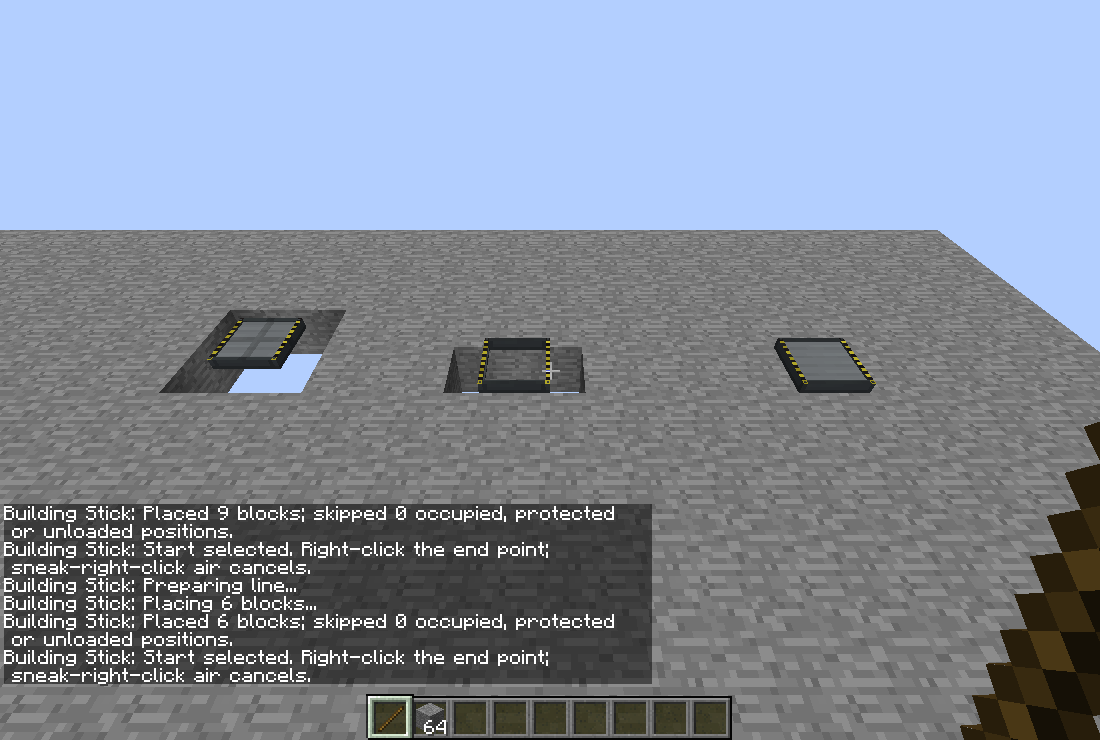 Building Stick: Placed 9 blocks; skipped 0 occupied, protected
or unloaded positions.
Building Stick: Start selected. Right-click the end point;
sneak-right-click air cancels.
Building Stick: Preparing line...
Building Stick: Placing 6 blocks...
Building Stick: Placed 6 blocks; skipped 0 occupied, protected
or unloaded positions.
Building Stick: Start selected. Right-click the end point;
sneak-right-click air cancels.
64